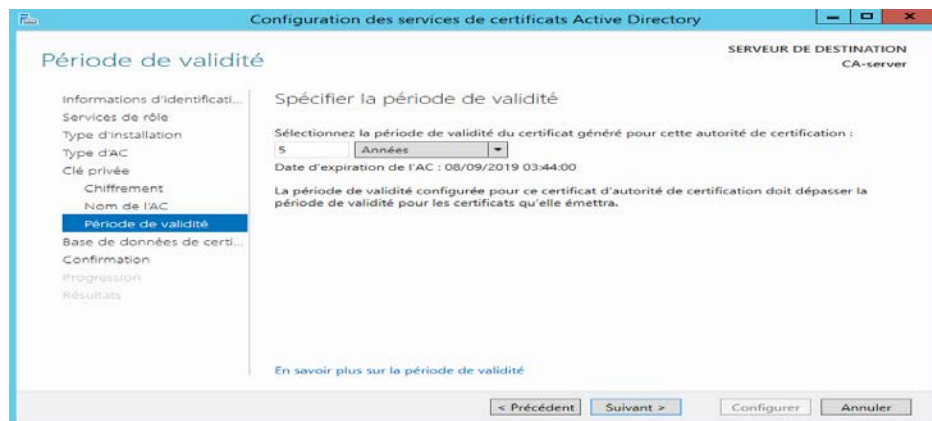 Configuration des services de certificats Active Directory
Période de validité
SERVEUR DE DESTINATION
CA-server
Informations d'identificati...
Services de rôle
Type d'installation
Type d'AC
Clé privée
Chiffrement
Nom de l'AC
Période de validité
Base de données de certi...
Confirmation
Progression
Résultats
Spécifier la période de validité
Sélectionnez la période de validité du certificat généré pour cette autorité de certification :
5 Années
Date d'expiration de l'AC : 08/09/2019 03:44:00
La période de validité configurée pour ce certificat d'autorité de certification doit dépasser la
période de validité pour les certificats qu'elle émettra.
En savoir plus sur la période de validité
< Précédent Suivant > Configurer Annuler